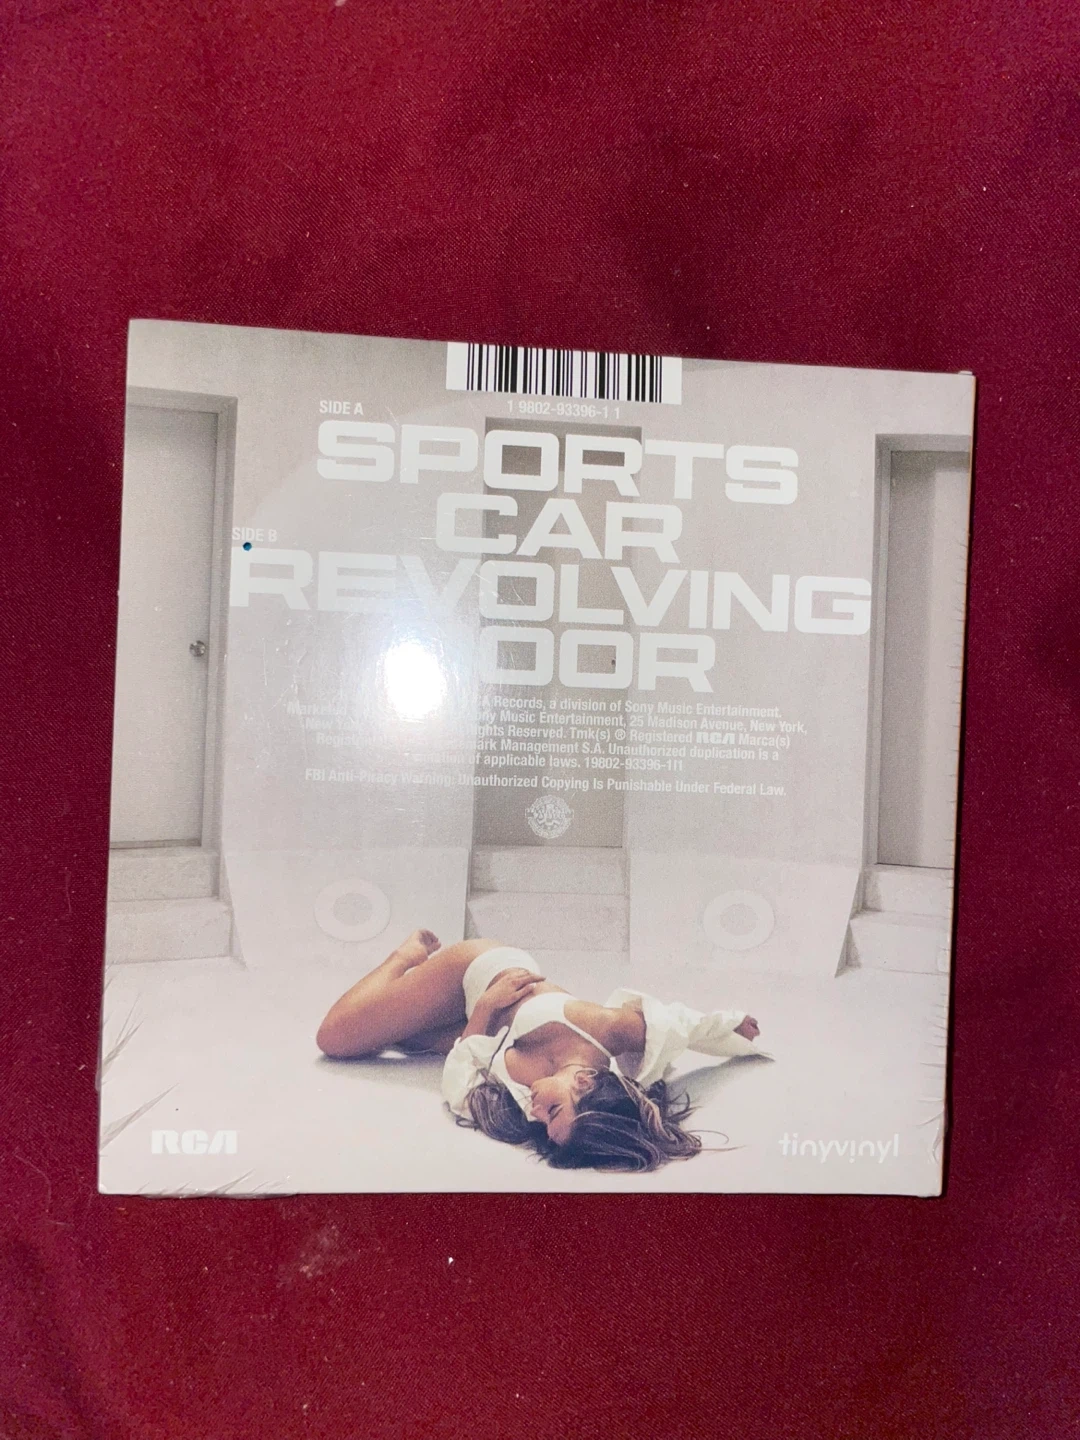 1 9802-93396-1 1
SIDE A
SPORTS
CAR
SIDE B
REVOLVING
OOR
Records, a division of Sony Music Entertainment.
Music Entertainment, 25 Madison Avenue, New York,
Reserved. Tmk(s) ® Registered RCA Marca(s)
Management S.A. Unauthorized duplication is a
of applicable laws. 19802-93396-1I1
FBI Anti-Piracy Warning: Unauthorized Copying Is Punishable Under Federal Law.
RCA
tinyvinyl